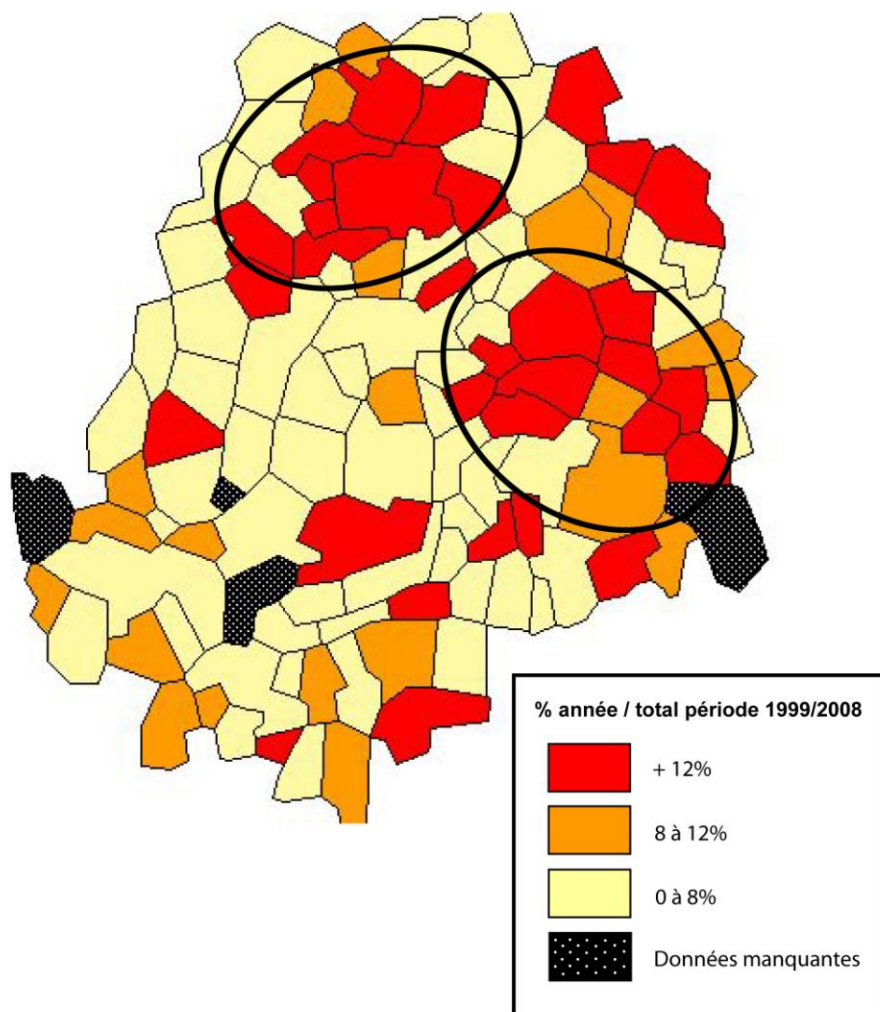 % année / total période 1999/2008
+ 12%
8 à 12%
0 à 8%
Données manquantes